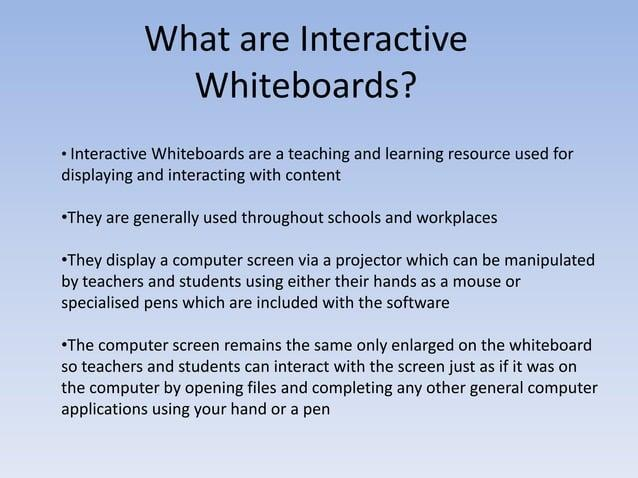 What are Interactive
Whiteboards?
• Interactive Whiteboards are a teaching and learning resource used for
displaying and interacting with content
•They are generally used throughout schools and workplaces
•They display a computer screen via a projector which can be manipulated
by teachers and students using either their hands as a mouse or
specialised pens which are included with the software
•The computer screen remains the same only enlarged on the whiteboard
so teachers and students can interact with the screen just as if it was on
the computer by opening files and completing any other general computer
applications using your hand or a pen